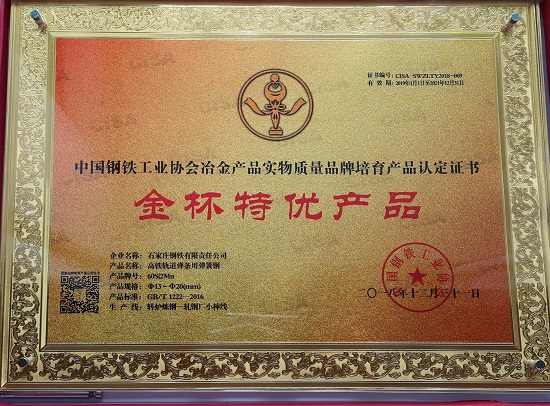 证书编号：CISA-SWZLTY2018-009
有 效 期：2019年1月1日至2021年12月31日
中国钢铁工业协会冶金产品实物质量品牌培育产品认定证书
金杯特优产品
企业名称：石家庄钢铁有限责任公司
产品名称：高铁轨道弹条用弹簧钢
产品牌号：60Si2Mn
产品规格：Φ13～Φ20(mm)
产品标准：GB/T 1222—2016
生产线：转炉炼钢—轧钢厂小棒线
中国钢铁工业协会
二〇一八年十二月三十一日